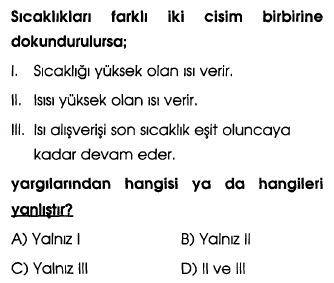 Sıcaklıkları farklı iki cisim birbirine
dokundurulursa;
I. Sıcaklığı yüksek olan ısı verir.
II. Isısı yüksek olan ısı verir.
III. Isı alışverişi son sıcaklık eşit oluncaya
kadar devam eder.
yargılarından hangisi ya da hangileri
yanlıştır?
A) Yalnız I B) Yalnız II
C) Yalnız III D) II ve III